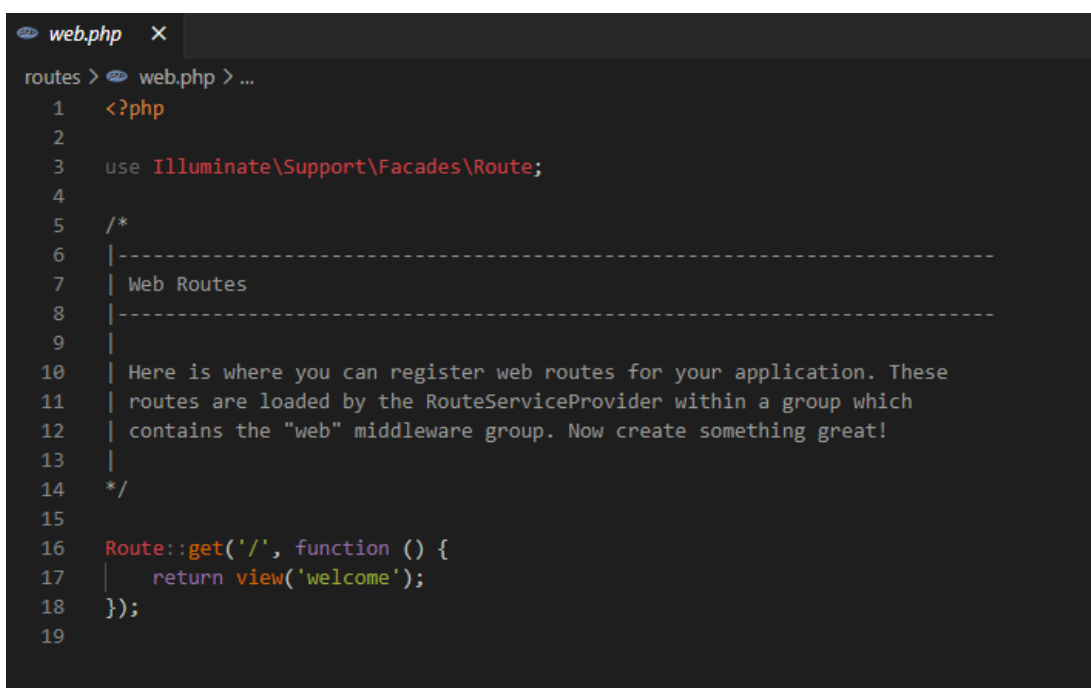 web.php
routes > web.php > ...
1 <?php
2
3 use Illuminate\Support\Facades\Route;
4
5 /*
6 |--------------------------------------------------------------------------
7 | Web Routes
8 |--------------------------------------------------------------------------
9 |
10 | Here is where you can register web routes for your application. These
11 | routes are loaded by the RouteServiceProvider within a group which
12 | contains the "web" middleware group. Now create something great!
13 |
14 */
15
16 Route::get('/', function () {
17     return view('welcome');
18 });
19